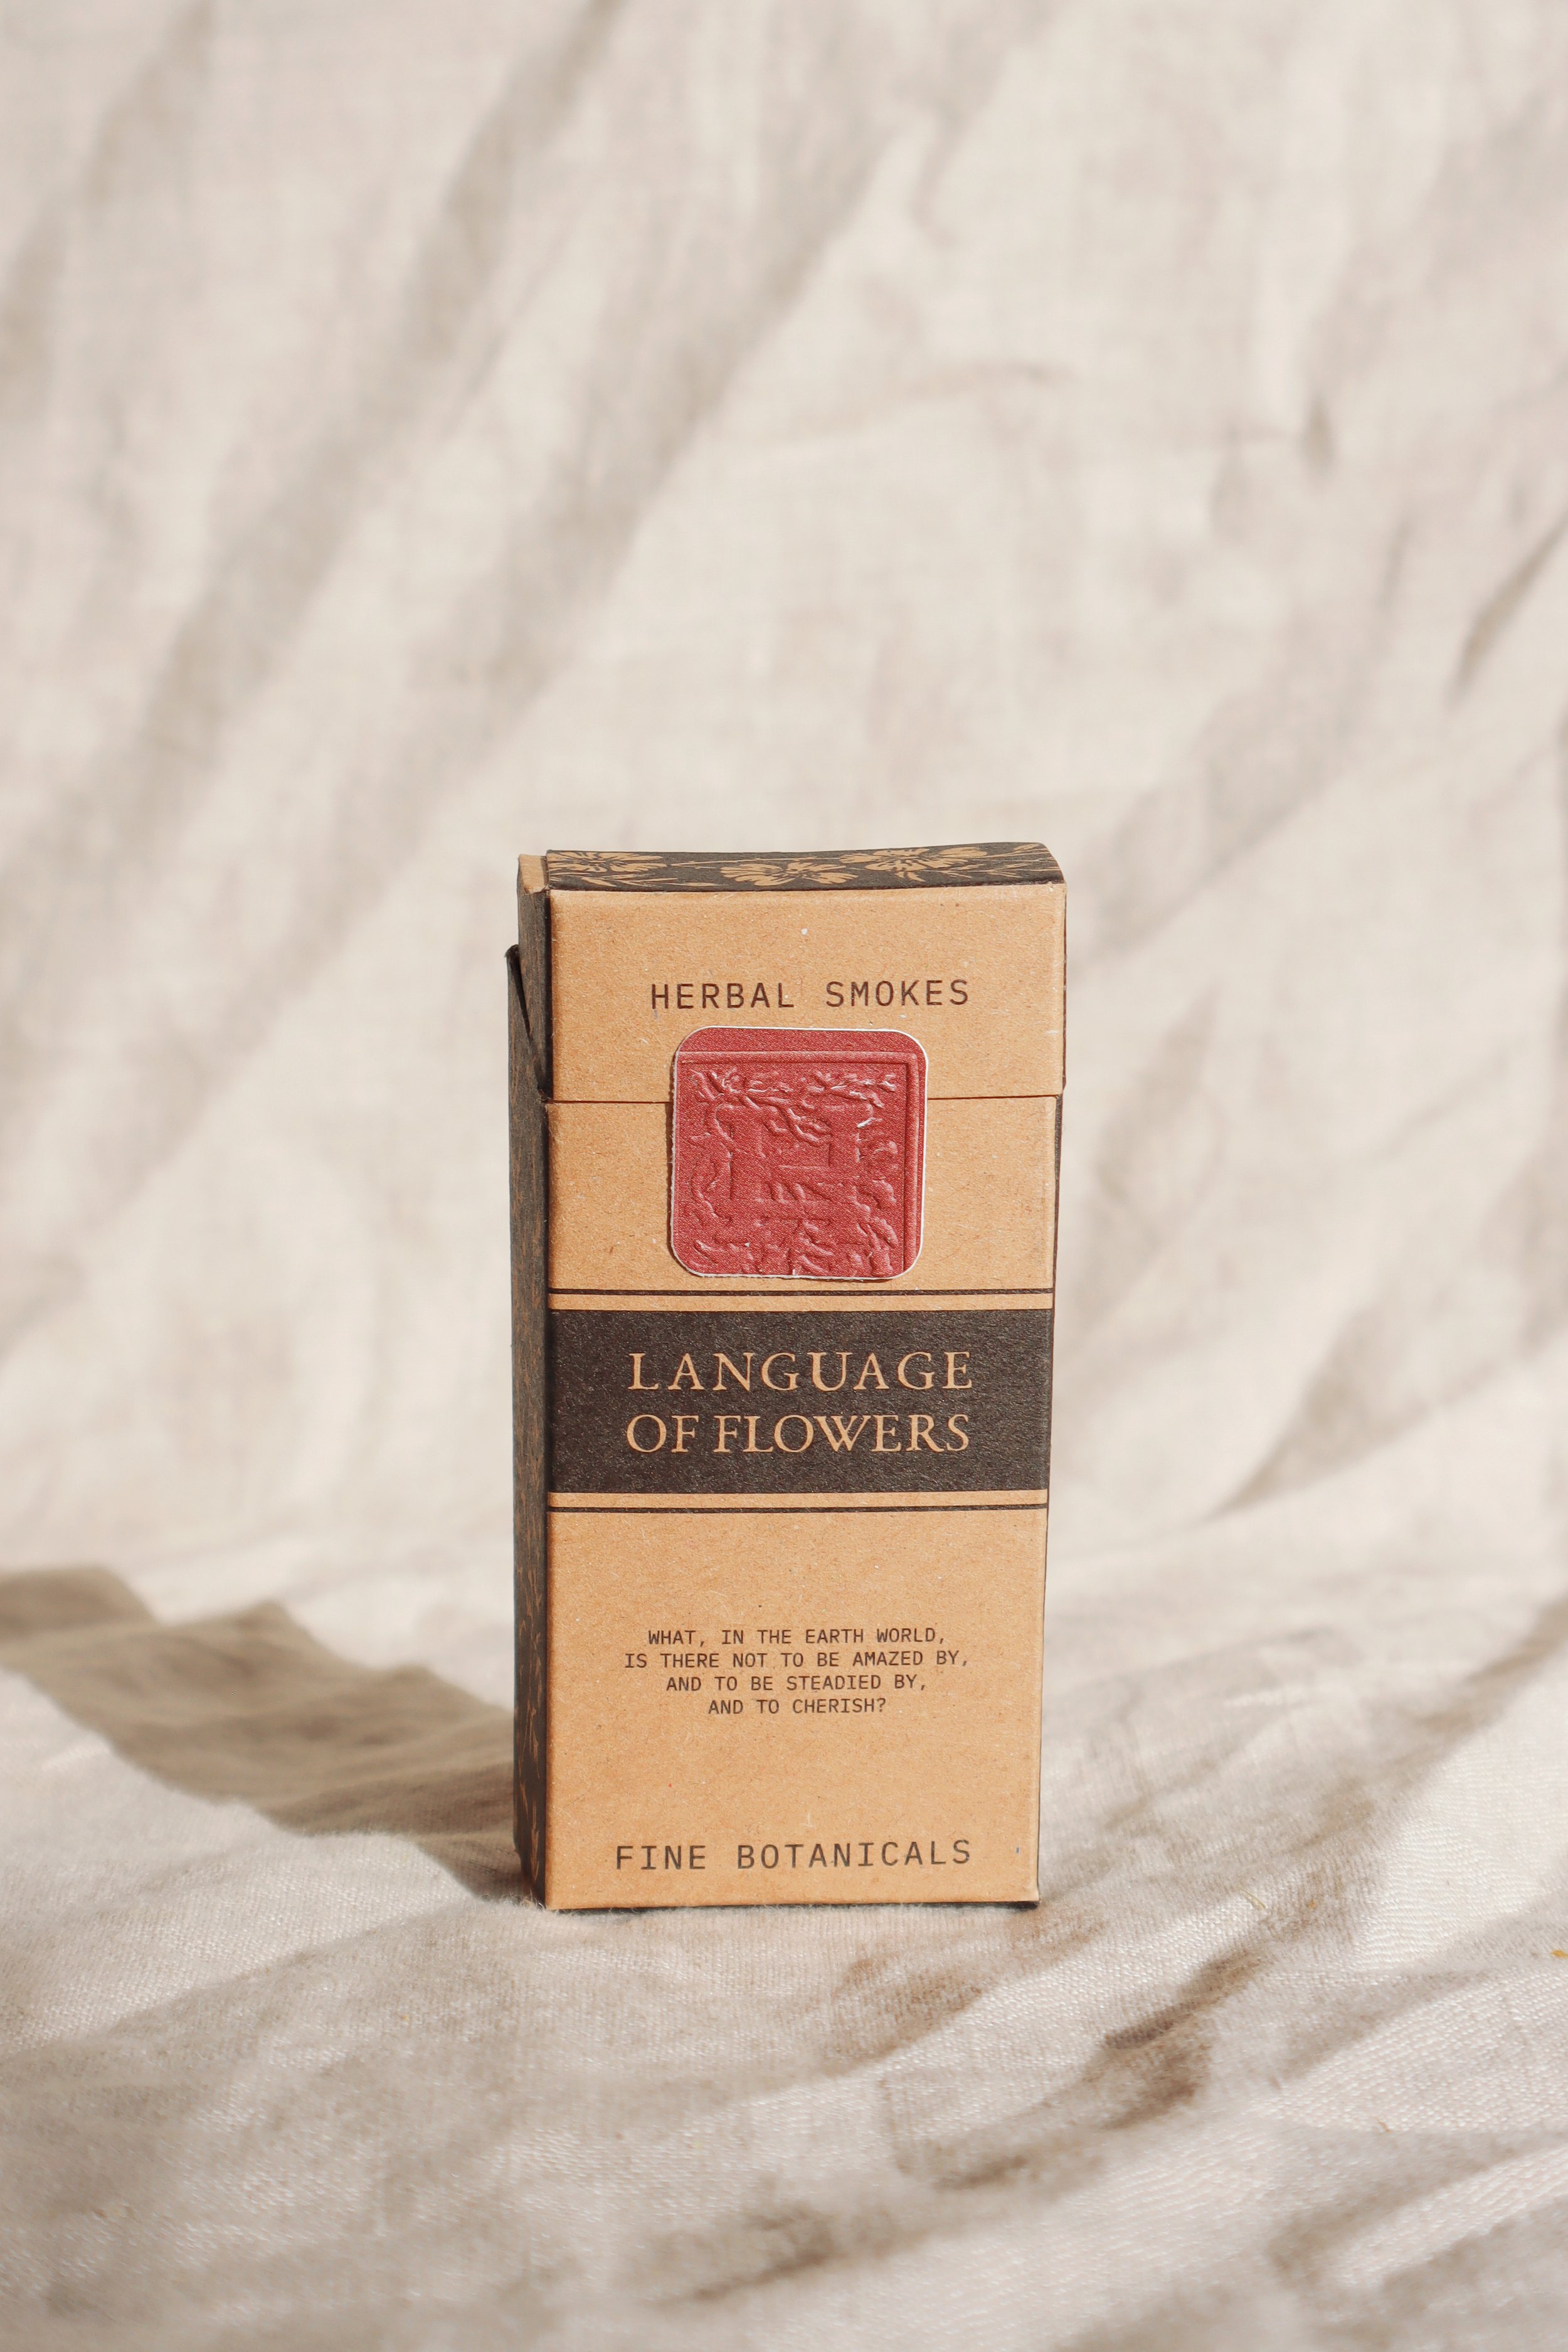 HERBAL SMOKES
LANGUAGE
OF FLOWERS
WHAT, IN THE EARTH WORLD,
IS THERE NOT TO BE AMAZED BY,
AND TO BE STEADIED BY,
AND TO CHERISH?
FINE BOTANICALS